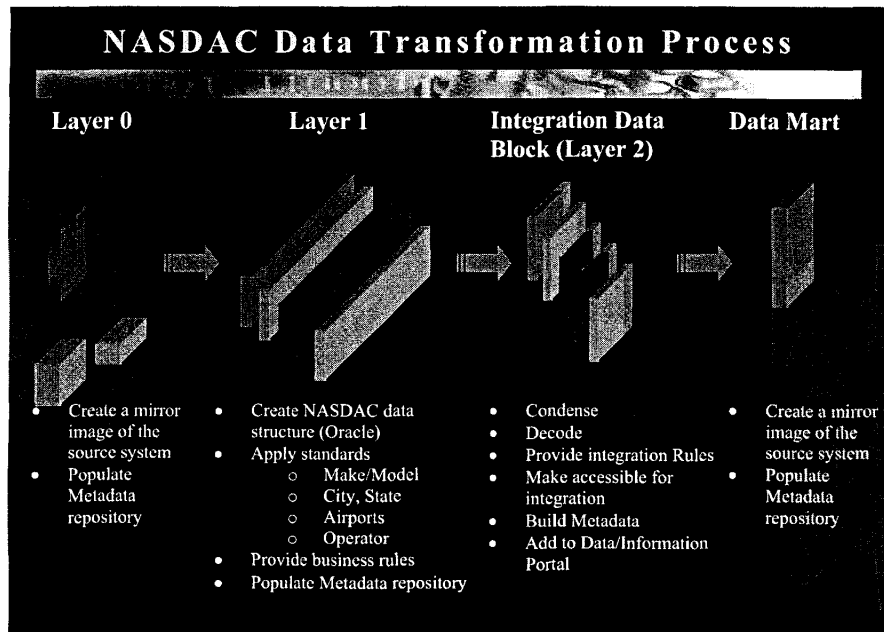 NASDAC Data Transformation Process
Layer 0
Layer 1
Integration Data
Block (Layer 2)
Data Mart
• Create a mirror
image of the
source system
• Populate
Metadata
repository
• Create NASDAC data
structure (Oracle)
• Apply standards
○ Make/Model
○ City, State
○ Airports
○ Operator
• Provide business rules
• Populate Metadata repository
• Condense
• Decode
• Provide integration Rules
• Make accessible for
integration
• Build Metadata
• Add to Data/Information
Portal
• Create a mirror
image of the
source system
• Populate
Metadata
repository